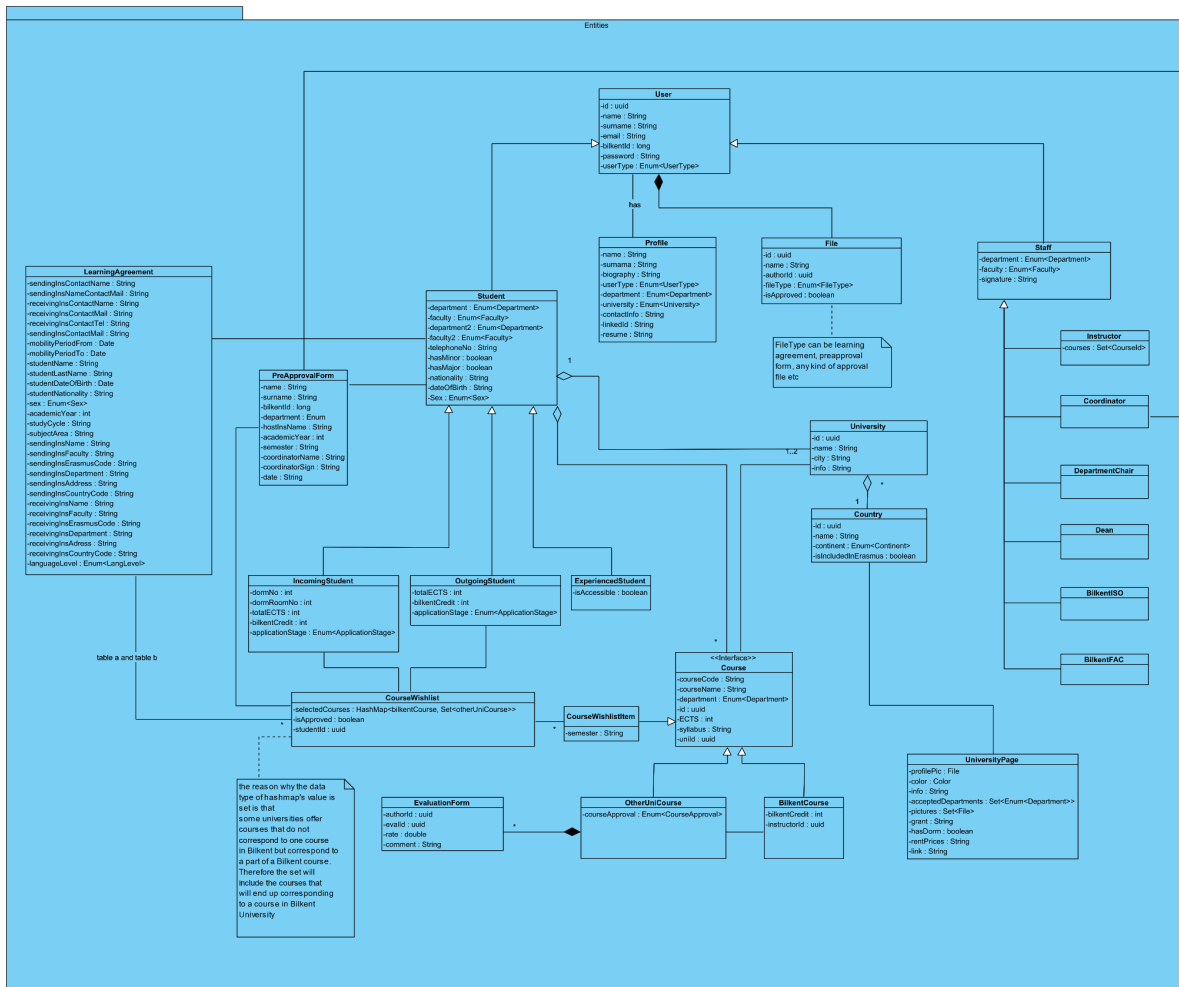 Entities
User
-id : uuid
-name : String
-surname : String
-email : String
-bilkentId : long
-password : String
-userType : Enum<UserType>
has
Profile
-name : String
-surnama : String
-biography : String
-userType : Enum<UserType>
-department : Enum<Department>
-university : Enum<University>
-contactInfo : String
-linkedId : String
-resume : String
File
-id : uuid
-name : String
-authorId : uuid
-fileType : Enum<FileType>
-isApproved : boolean
FileType can be learning
agreement, preapproval
form, any kind of approval
file etc
Staff
-department : Enum<Department>
-faculty : Enum<Faculty>
-signature : String
Instructor
-courses : Set<CourseId>
Coordinator
DepartmentChair
Dean
BilkentISO
BilkentFAC
LearningAgreement
-sendingInsContactName : String
-sendingInsNameContactMail : String
-receivingInsContactName : String
-receivingInsContactMail : String
-receivingInsContactTel : String
-sendingInsContactMail : String
-mobilityPeriodFrom : Date
-mobilityPeriodTo : Date
-studentName : String
-studentLastName : String
-studentDateOfBirth : Date
-studentNationality : String
-sex : Enum<Sex>
-academicYear : int
-studyCycle : String
-subjectArea : String
-sendingInsName : String
-sendingInsFaculty : String
-sendingInsErasmusCode : String
-sendingInsDepartment : String
-sendingInsAddress : String
-sendingInsCountryCode : String
-receivingInsName : String
-receivingInsFaculty : String
-receivingInsErasmusCode : String
-receivingInsDepartment : String
-receivingInsAdress : String
-receivingInsCountryCode : String
-languageLevel : Enum<LangLevel>
Student
-department : Enum<Department>
-faculty : Enum<Faculty>
-department2 : Enum<Department>
-faculty2 : Enum<Faculty>
-telephoneNo : String
-hasMinor : boolean
-hasMajor : boolean
-nationality : String
-dateOfBirth : String
-Sex : Enum<Sex>
1
PreApprovalForm
-name : String
-surname : String
-bilkentId : long
-department : Enum
-hostInsName : String
-academicYear : int
-semester : String
-coordinatorName : String
-coordinatorSign : String
-date : String
University
-id : uuid
-name : String
-city : String
-info : String
1..2
*
1
Country
-id : uuid
-name : String
-continent : Enum<Continent>
-isIncludedInErasmus : boolean
IncomingStudent
-dormNo : int
-dormRoomNo : int
-totalECTS : int
-bilkentCredit : int
-applicationStage : Enum<ApplicationStage>
OutgoingStudent
-totalECTS : int
-bilkentCredit : int
-applicationStage : Enum<ApplicationStage>
ExperiencedStudent
-isAccessible : boolean
table a and table b
*
<<Interface>>
Course
-courseCode : String
-courseName : String
-department : Enum<Department>
-id : uuid
-ECTS : int
-syllabus : String
-uniId : uuid
CourseWishlist
-selectedCourses : HashMap<bilkentCourse, Set<otherUniCourse>>
-isApproved : boolean
-studentId : uuid
*
*
CourseWishlistItem
-semester : String
the reason why the data
type of hashmap's value is
set is that
some universities offer
courses that do not
correspond to one course
in Bilkent but correspond to
a part of a Bilkent course.
Therefore the set will
include the courses that
will end up corresponding
to a course in Bilkent
University
EvaluationForm
-authorId : uuid
-evalId : uuid
-rate : double
-comment : String
*
OtherUniCourse
-courseApproval : Enum<CourseApproval>
BilkentCourse
-bilkentCredit : int
-instructorId : uuid
UniversityPage
-profilePic : File
-color : Color
-info : String
-acceptedDepartments : Set<Enum<Department>>
-pictures : Set<File>
-grant : String
-hasDorm : boolean
-rentPrices : String
-link : String